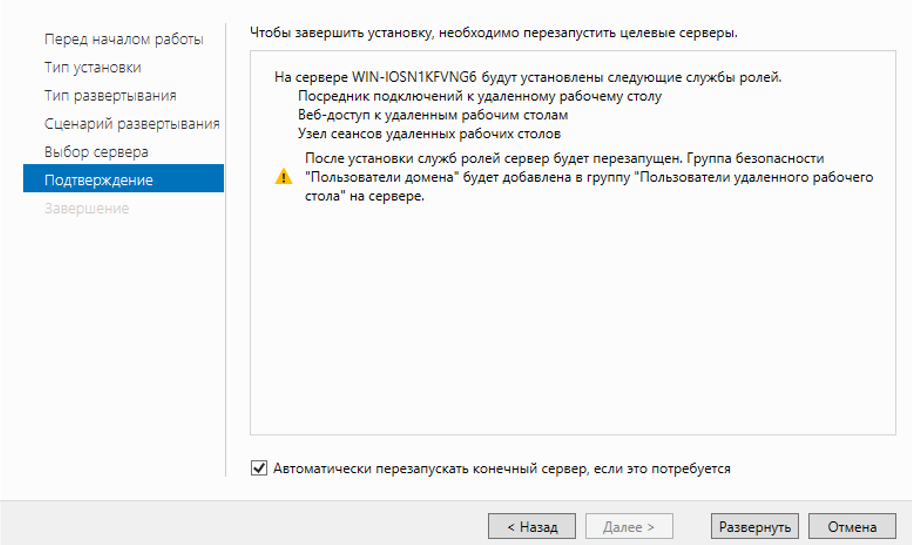 Перед началом работы
Тип установки
Тип развертывания
Сценарий развертывания
Выбор сервера
Подтверждение
Завершение
Чтобы завершить установку, необходимо перезапустить целевые серверы.
На сервере WIN-IOSN1KFVNG6 будут установлены следующие службы ролей.
Посредник подключений к удаленному рабочему столу
Веб-доступ к удаленным рабочим столам
Узел сеансов удаленных рабочих столов
После установки служб ролей сервер будет перезапущен. Группа безопасности
"Пользователи домена" будет добавлена в группу "Пользователи удаленного рабочего
стола" на сервере.
Автоматически перезапускать конечный сервер, если это потребуется
< Назад
Далее >
Развернуть
Отмена